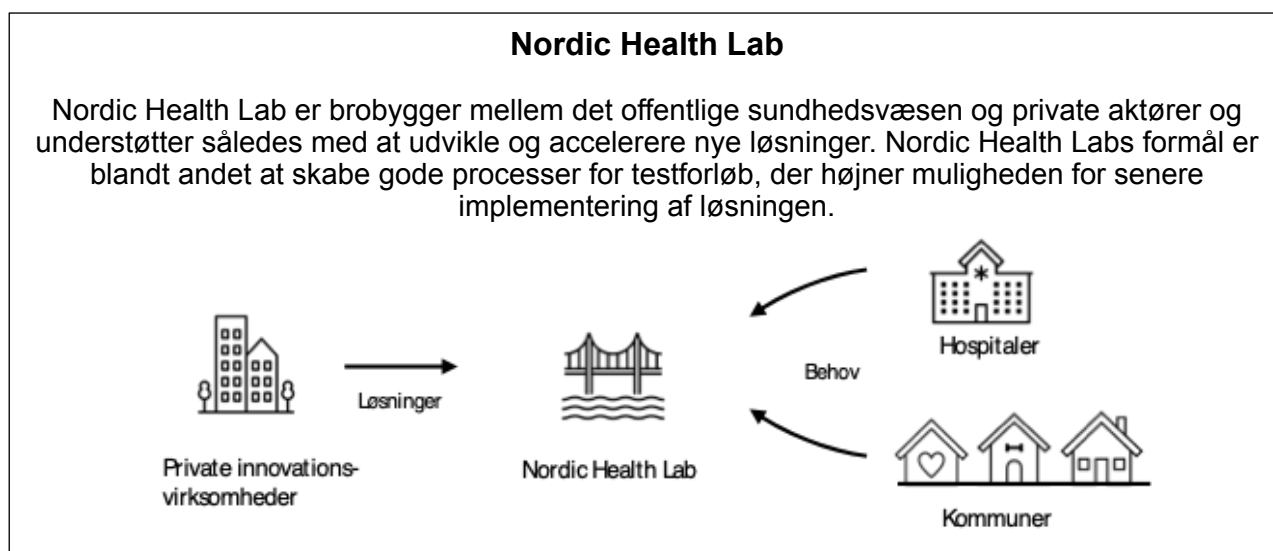 Nordic Health Lab
Nordic Health Lab er brobygger mellem det offentlige sundhedsvæsen og private aktører og
understøtter således med at udvikle og accelerere nye løsninger. Nordic Health Labs formål er
blandt andet at skabe gode processer for testforløb, der højner muligheden for senere
implementering af løsningen.
Hospitaler
Løsninger
Behov
Private innovations-
virksomheder
Nordic Health Lab
Kommuner